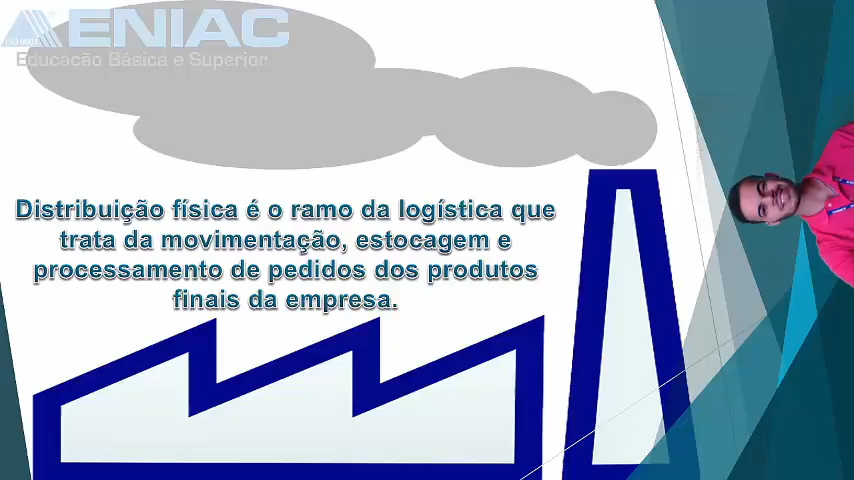 ENIAC
ISO 9001
Educação Básica e Superior
Distribuição física é o ramo da logística que
trata da movimentação, estocagem e
processamento de pedidos dos produtos
finais da empresa.